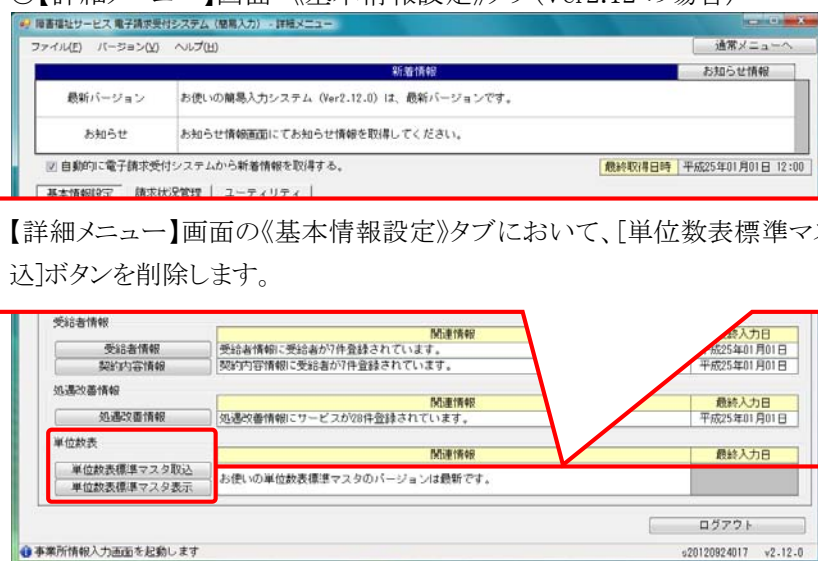 【詳細メニュー】画面 《基本情報設定》タブ(Ver2.12の場合)
障害福祉サービス 電子請求受付システム (簡易入力) - 詳細メニュー
ファイル(F) バージョン(V) ヘルプ(H) 通常メニューへ
新着情報 お知らせ情報
最新バージョン お使いの簡易入力システム (Ver2.12.0) は、最新バージョンです。
お知らせ お知らせ情報画面にてお知らせ情報を取得してください。
自動的に電子請求受付システムから新着情報を取得する。 最終取得日時 平成25年01月01日 12:00
基本情報設定 請求状況管理 ユーティリティ
【詳細メニュー】画面の《基本情報設定》タブにおいて、[単位数表標準マス
込]ボタンを削除します。
受給者情報
関連情報 最終入力日
受給者情報 受給者情報に受給者が7件登録されています。 平成25年01月01日
契約内容情報 契約内容情報に受給者が7件登録されています。 平成25年01月01日
処遇改善情報
関連情報 最終入力日
処遇改善情報 処遇改善情報にサービスが28件登録されています。 平成25年01月01日
単位数表
関連情報 最終入力日
単位数表標準マスタ取込
お使いの単位数表標準マスタのバージョンは最新です。
単位数表標準マスタ表示
ログアウト
事業所情報入力画面を起動します s20120924017 v2-12-0